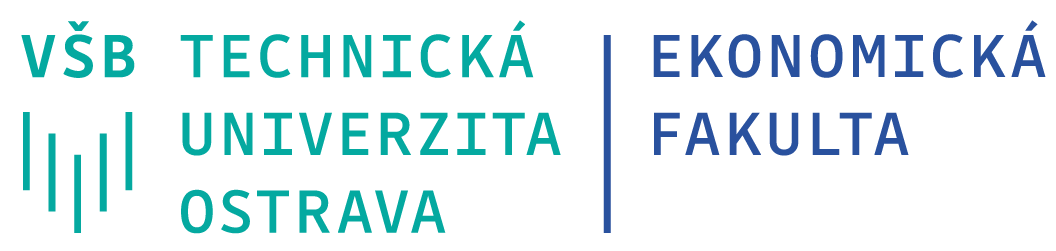 VŠB TECHNICKÁ
UNIVERZITA
OSTRAVA
EKONOMICKÁ
FAKULTA